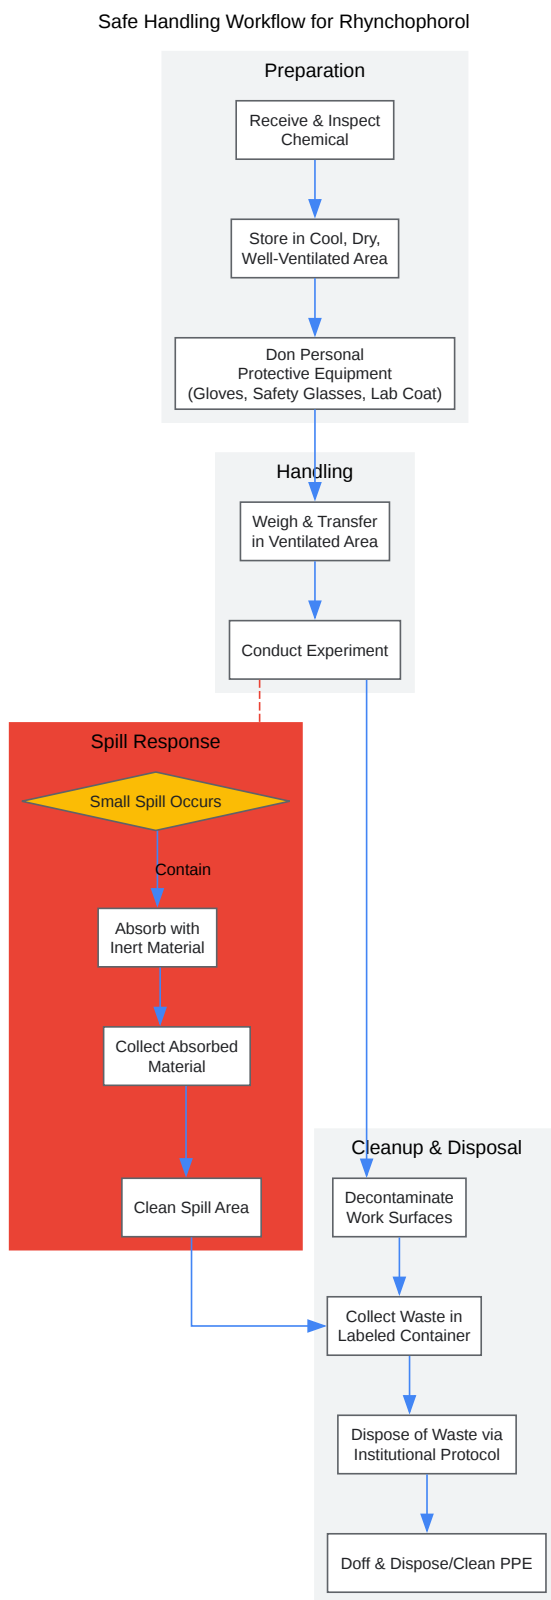 Safe Handling Workflow for Rhynchophorol
Preparation
Receive & Inspect
Chemical
Store in Cool, Dry,
Well-Ventilated Area
Don Personal
Protective Equipment
(Gloves, Safety Glasses, Lab Coat)
Handling
Weigh & Transfer
in Ventilated Area
Conduct Experiment
Spill Response
Small Spill Occurs
Contain
Absorb with
Inert Material
Collect Absorbed
Material
Clean Spill Area
Cleanup & Disposal
Decontaminate
Work Surfaces
Collect Waste in
Labeled Container
Dispose of Waste via
Institutional Protocol
Doff & Dispose/Clean PPE